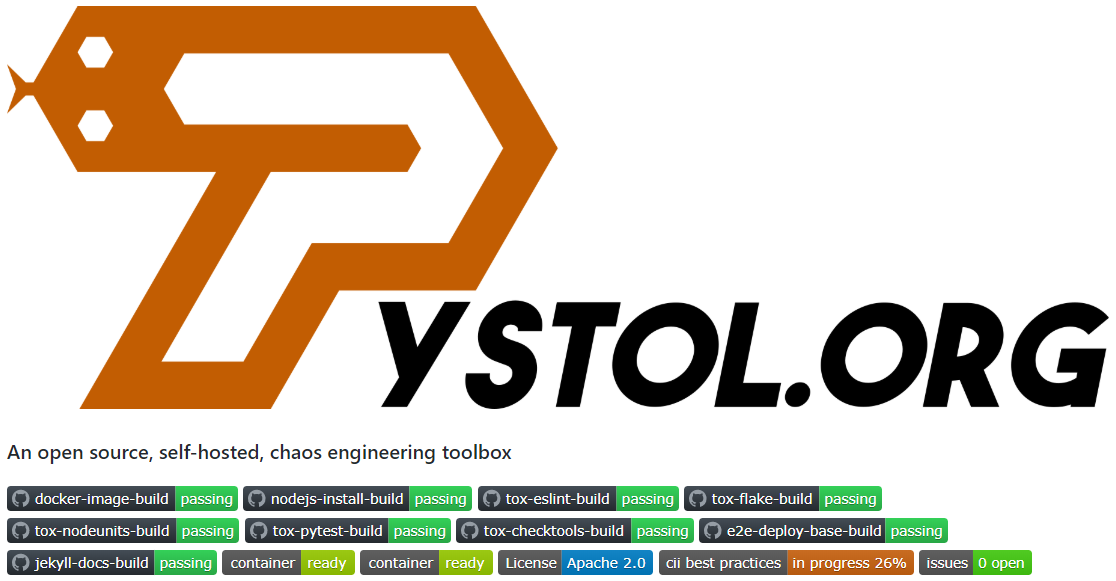 PYSTOL.ORG
An open source, self-hosted, chaos engineering toolbox
docker-image-build passing nodejs-install-build passing tox-eslint-build passing tox-flake-build passing
tox-nodeunits-build passing tox-pytest-build passing tox-checktools-build passing e2e-deploy-base-build passing
jekyll-docs-build passing container ready container ready License Apache 2.0 cii best practices in progress 26% issues 0 open